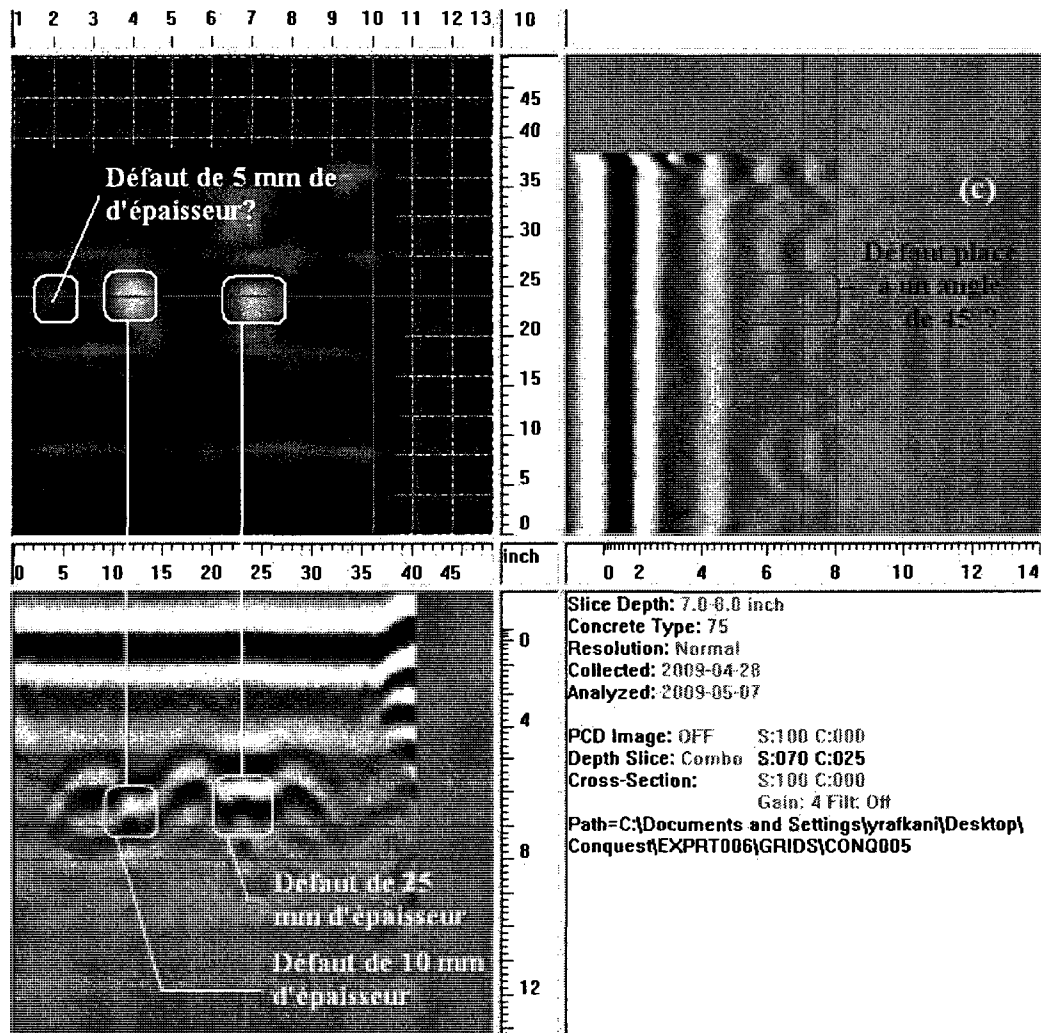 1 2 3 4 5 6 7 8 9 10 11 12 13
10
45
40
35
30
25
20
15
10
5
0
Défaut de 5 mm de
d'épaisseur?
(c)
Défaut placé
à un angle
de 45°?
inch
0 5 10 15 20 25 30 35 40 45
0 2 4 6 8 10 12 14
0
4
8
12
Défaut de 25
mm d'épaisseur
Défaut de 10 mm
d'épaisseur
Slice Depth: 7.0-8.0 inch
Concrete Type: 75
Resolution: Normal
Collected: 2009-04-28
Analyzed: 2009-05-07
PCD Image: OFF S:100 C:000
Depth Slice: Combo S:070 C:025
Cross-Section: S:100 C:000
Gain: 4 Filt: Off
Path=C:\Documents and Settings\yrafkani\Desktop\
Conquest\EXPRT006\GRIDS\CONQ005